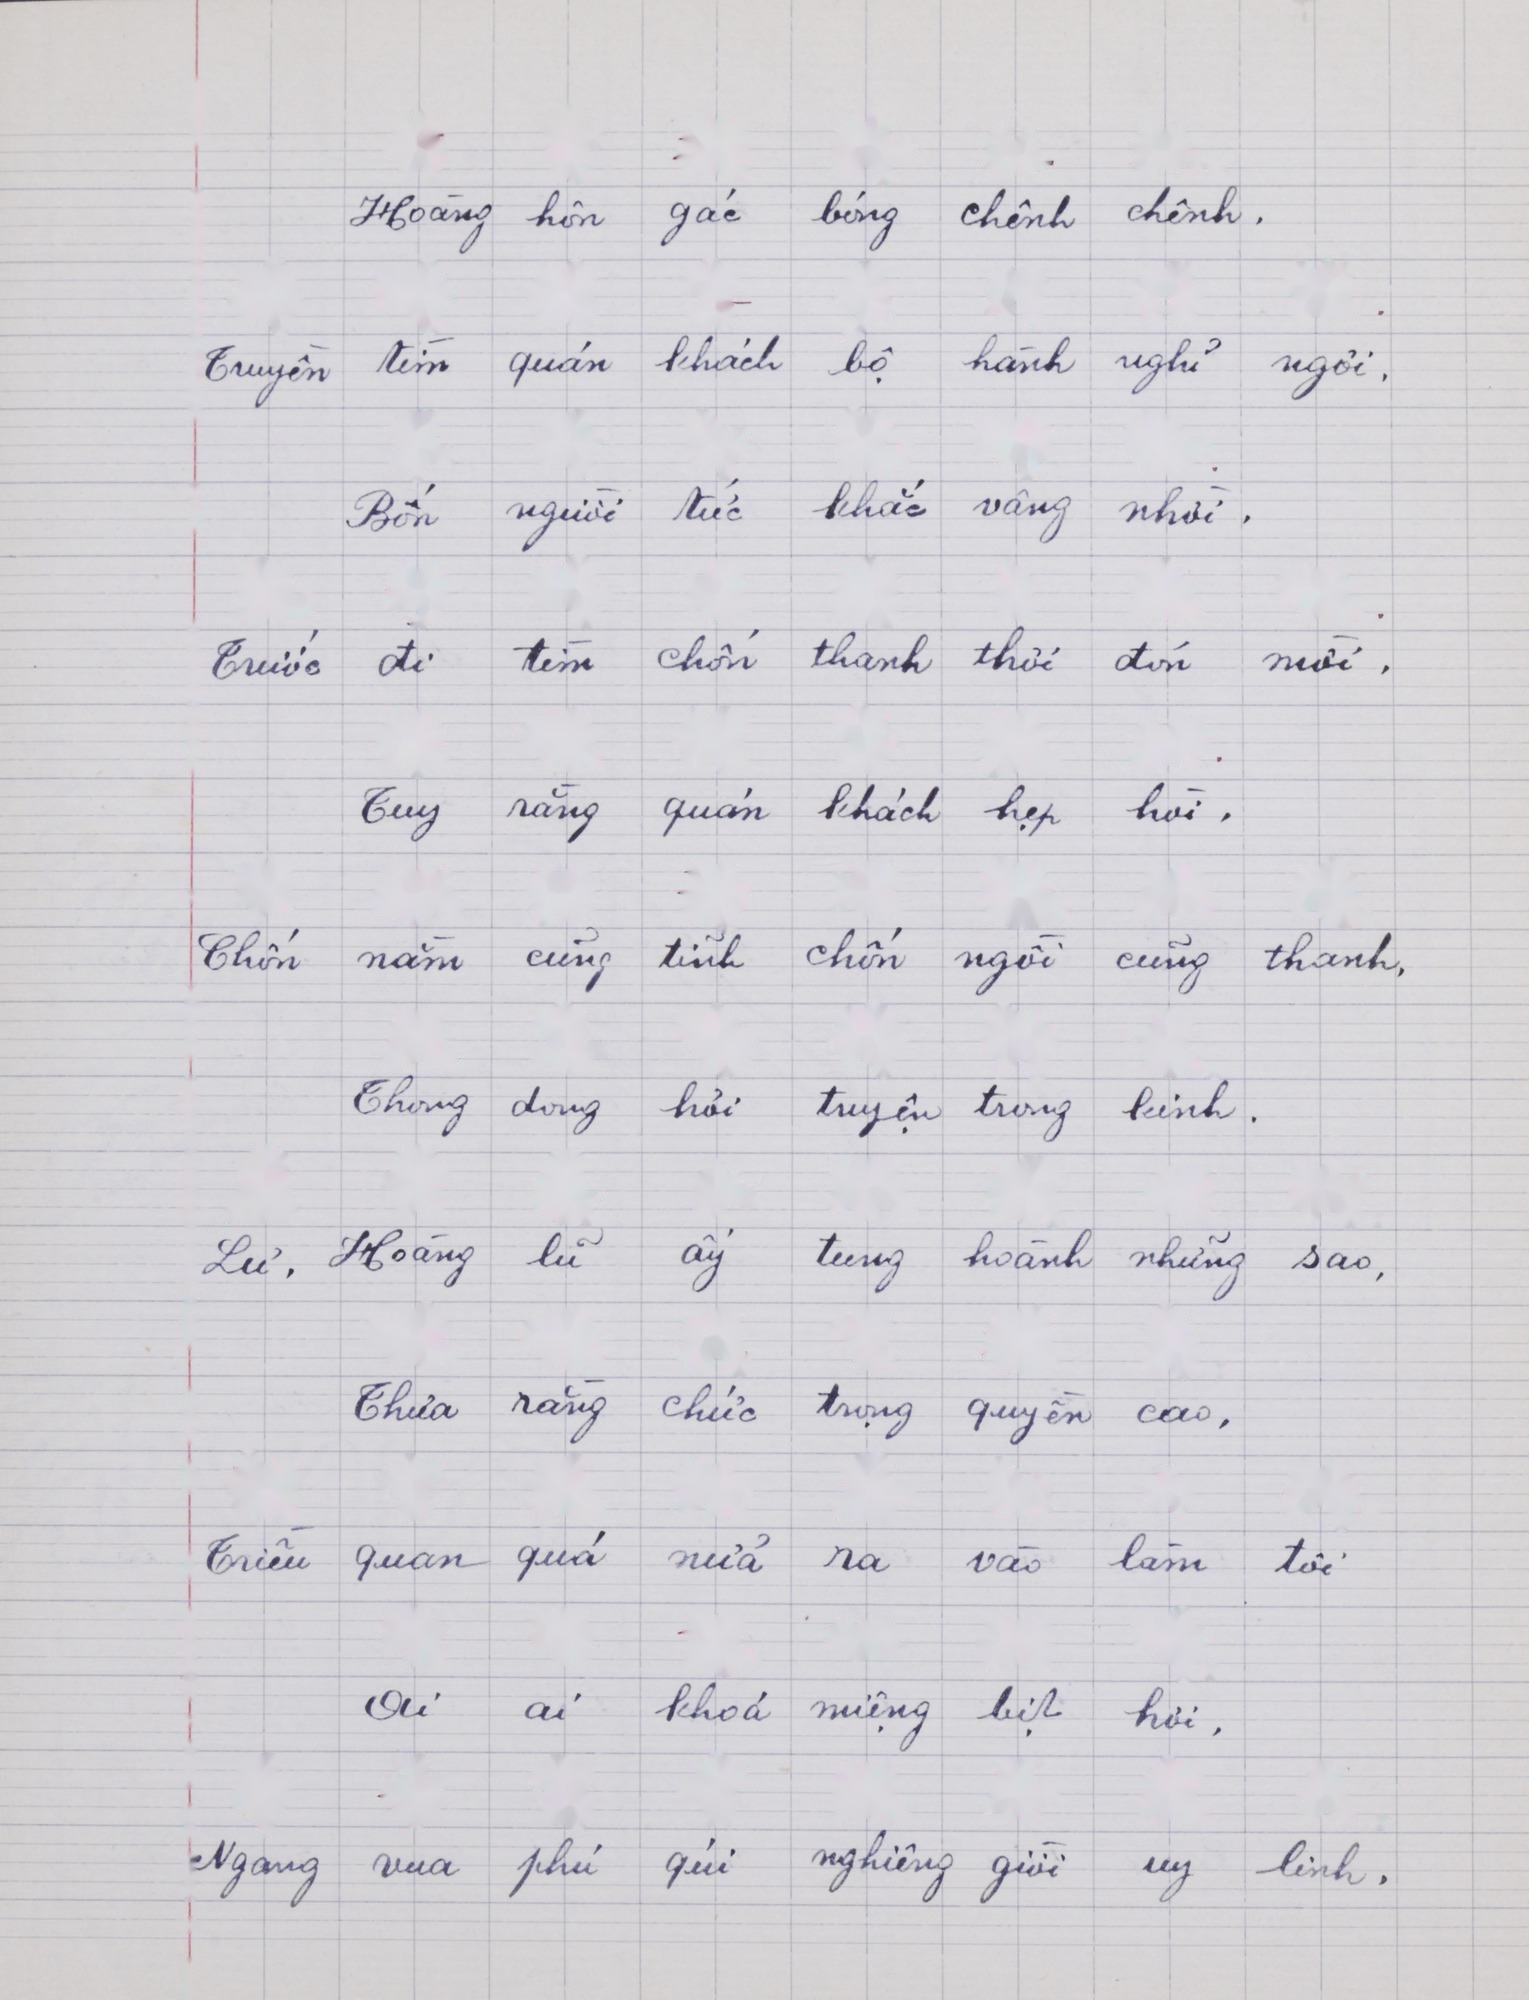 Hoàng hôn gác bóng chênh chênh.
Truyền tìm quán khách bộ hành nghỉ ngơi.
Bốn người tức khắc vâng nhời.
Trước đi tìm chốn thanh thơi đón mời.
Tuy rằng quán khách hẹp hòi.
Chốn nằm cũng tĩnh chốn ngồi cũng thanh.
Thong dong hỏi truyện trong kinh.
Lư, Hoàng lũ ấy tung hoành nhường sao,
Thưa rằng chức trọng quyền cao,
Triều quan quá nửa ra vào làm tôi
Ai ai khoá miệng bịt hơi,
Ngang vua phú qúi nghiêng giời uy linh.